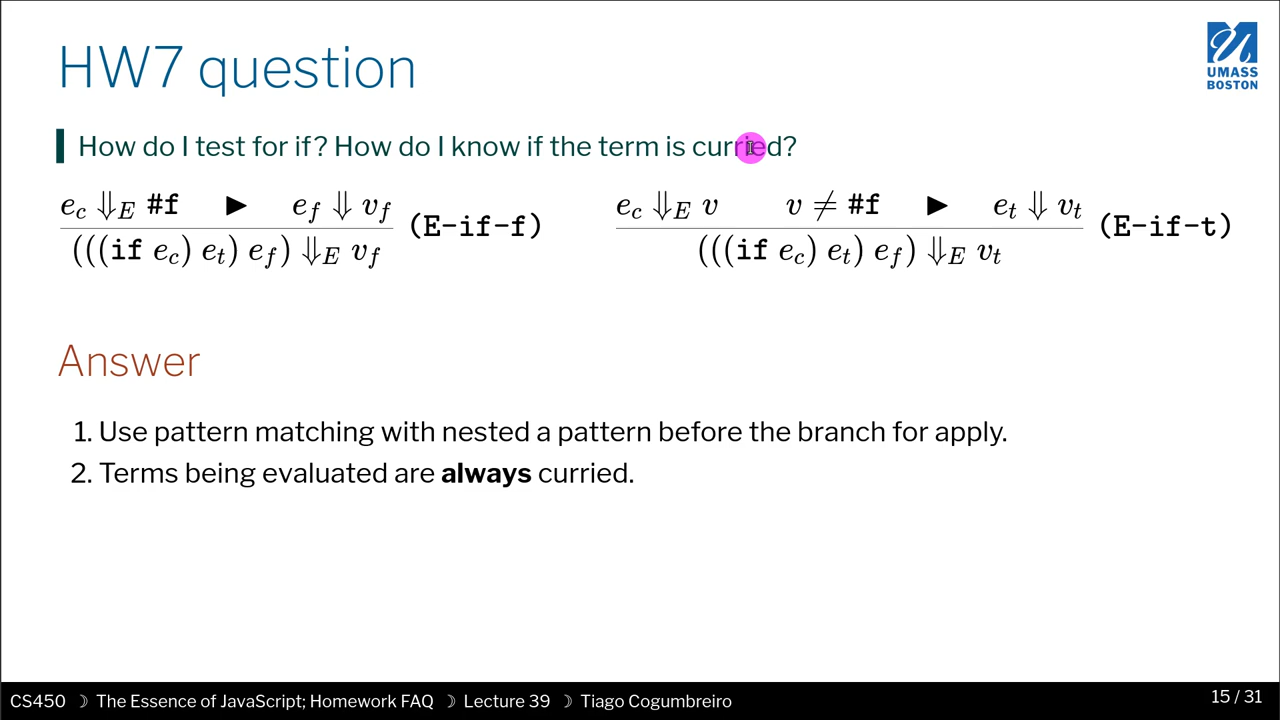 HW7 question
UMASS
BOSTON
How do I test for if? How do I know if the term is curried?
e_c ⇓_E #f ▶ e_f ⇓ v_f
(((if e_c) e_t) e_f) ⇓_E v_f
(E-if-f)
e_c ⇓_E v v ≠ #f ▶ e_t ⇓ v_t
(((if e_c) e_t) e_f) ⇓_E v_t
(E-if-t)
Answer
1. Use pattern matching with nested a pattern before the branch for apply.
2. Terms being evaluated are always curried.
CS450 ☽ The Essence of JavaScript; Homework FAQ ☽ Lecture 39 ☽ Tiago Cogumbreiro
15 / 31